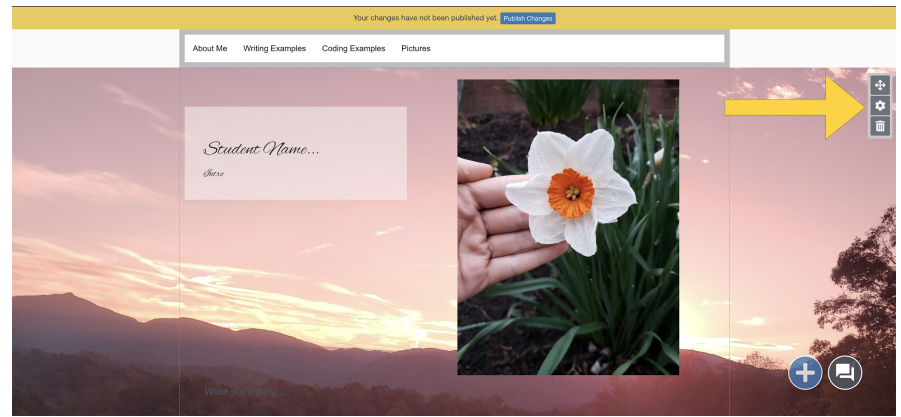 Your changes have not been published yet. Publish Changes
About Me Writing Examples Coding Examples Pictures
Student Name...
Intro
Write Something...